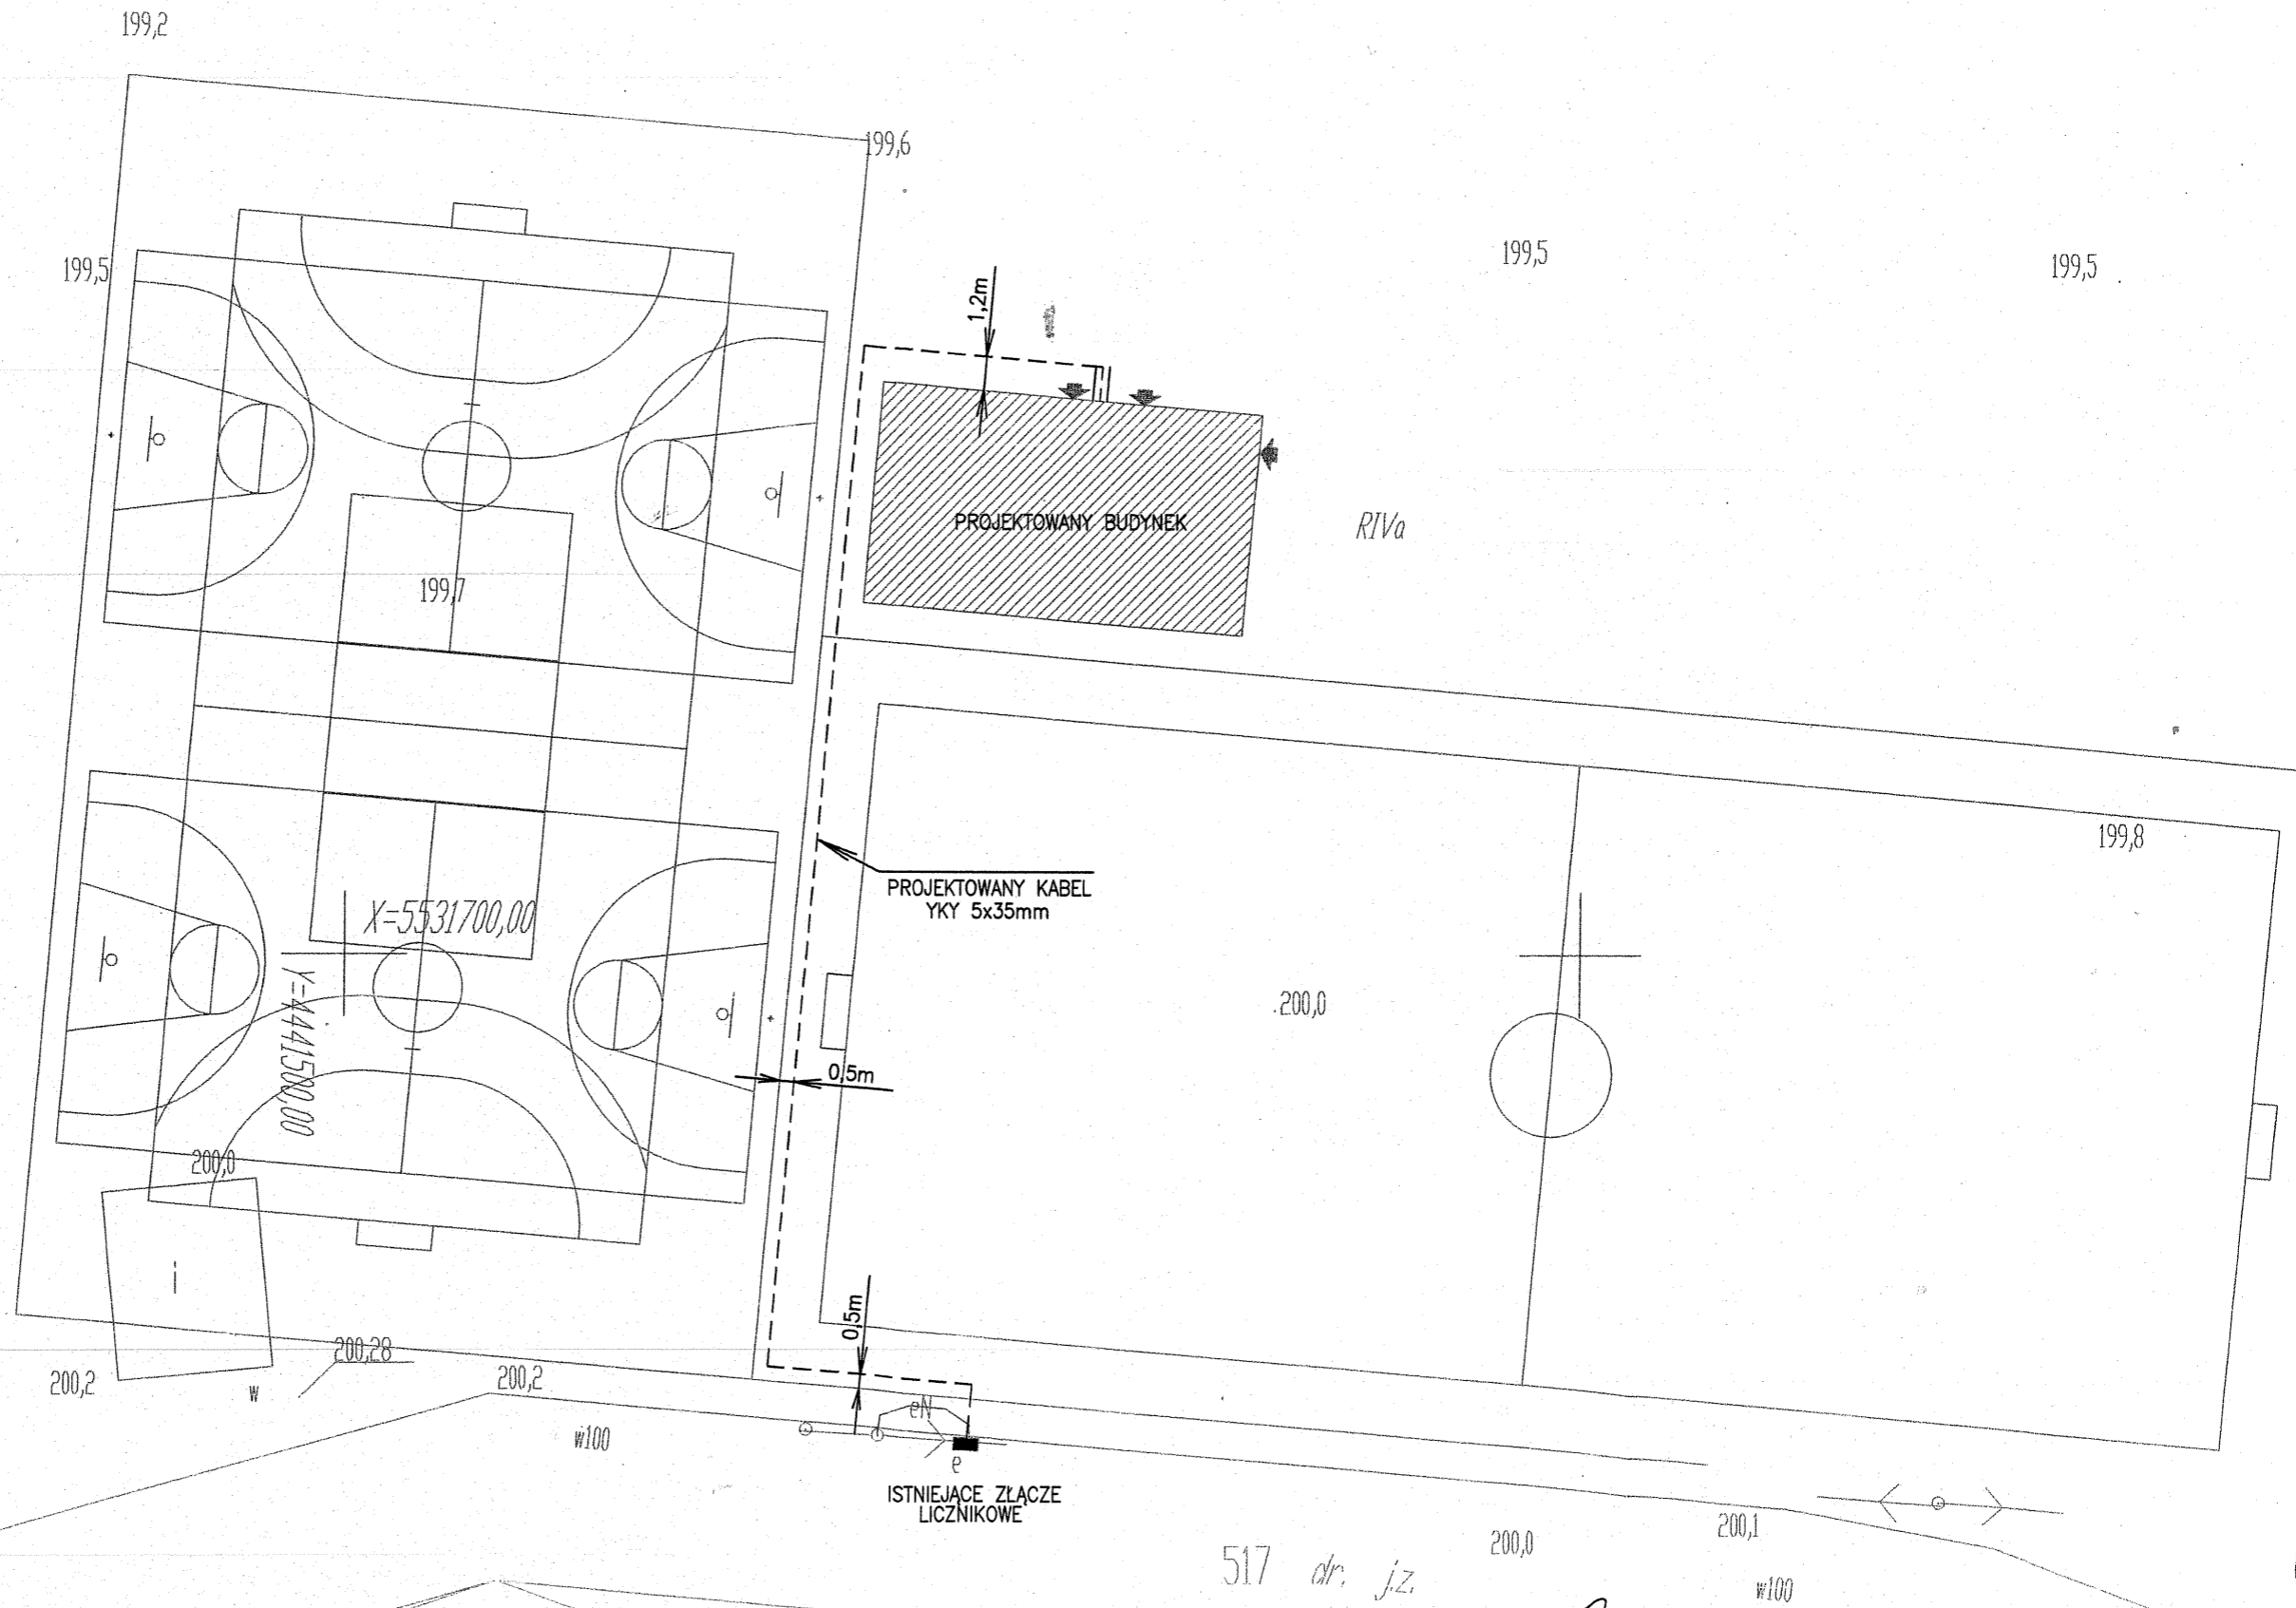 199,2
199,6
199,5
199,5
199,5
1,2m
PROJEKTOWANY BUDYNEK
RIVa
199,7
199,8
PROJEKTOWANY KABEL
YKY 5x35mm
X=5531700,00
Y=4441500,00
200,0
0,5m
200,0
i
0,5m
200,28
200,2
200,2
w
eN
w100
e
ISTNIEJĄCE ZŁĄCZE
LICZNIKOWE
200,1
200,0
517 dr. j.z.
w100